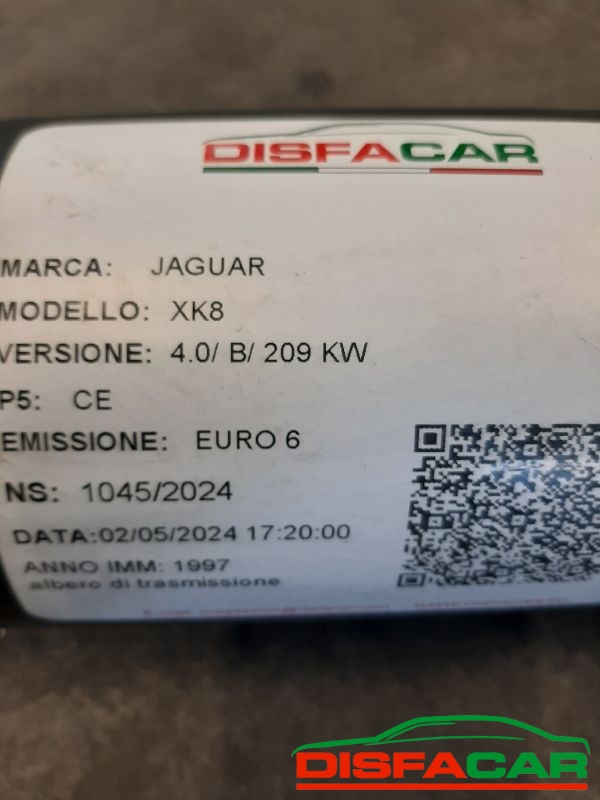 DISFACAR
MARCA: JAGUAR
MODELLO: XK8
VERSIONE: 4.0/ B/ 209 KW
P5: CE
EMISSIONE: EURO 6
NS: 1045/2024
DATA:02/05/2024 17:20:00
ANNO IMM: 1997
albero di trasmissione
E-mail:
DISFACAR